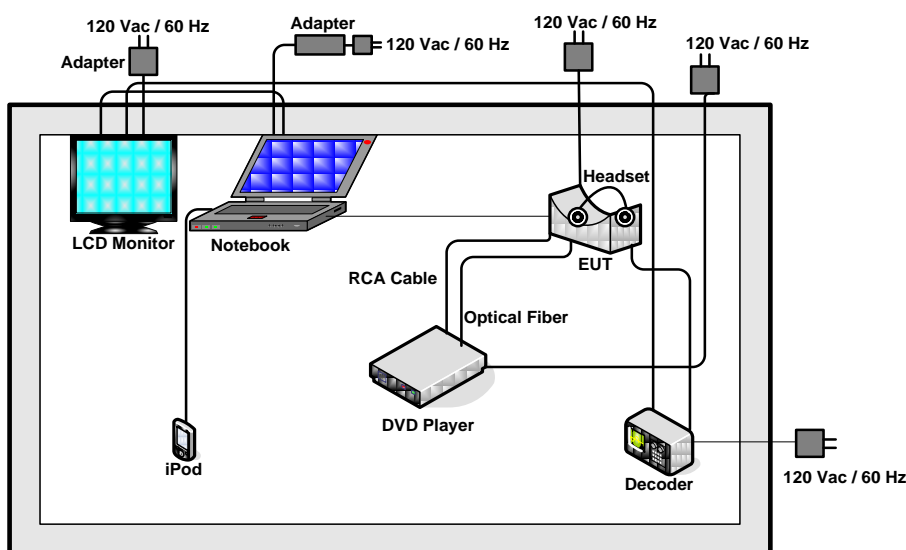 120 Vac / 60 Hz
Adapter
Adapter
120 Vac / 60 Hz
120 Vac / 60 Hz
120 Vac / 60 Hz
Headset
LCD Monitor
Notebook
EUT
RCA Cable
Optical Fiber
DVD Player
iPod
Decoder
120 Vac / 60 Hz